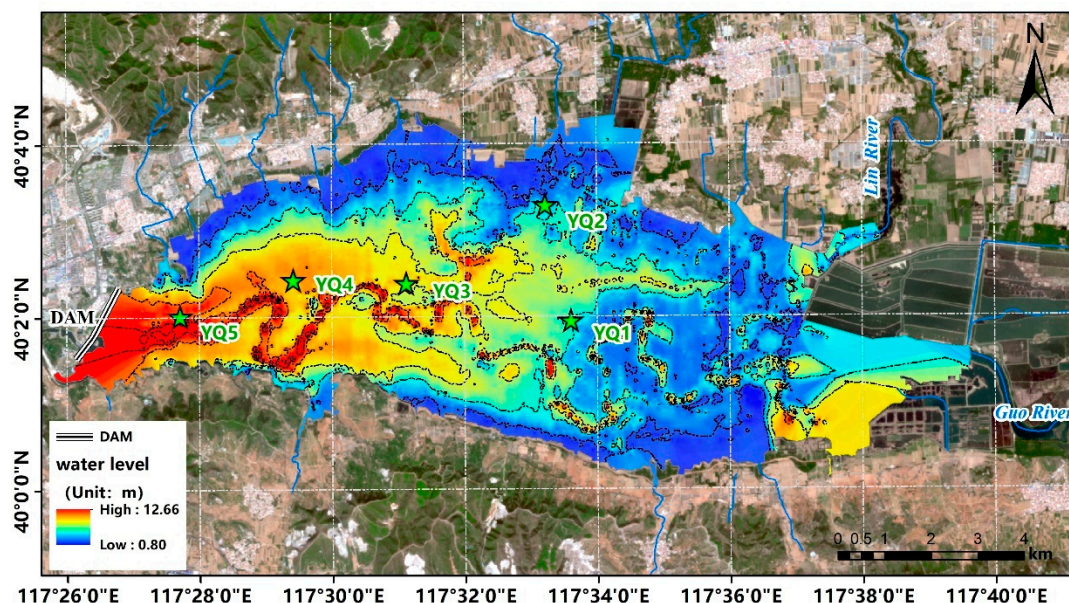 N
40°4'0"N
40°2'0"N
40°0'0"N
Lin River
Guo River
YQ2
YQ4
YQ3
YQ5
YQ1
DAM
DAM
water level
(Unit: m)
High : 12.66
Low : 0.80
0 0.5 1 2 3 4
km
117°26'0"E 117°28'0"E 117°30'0"E 117°32'0"E 117°34'0"E 117°36'0"E 117°38'0"E 117°40'0"E